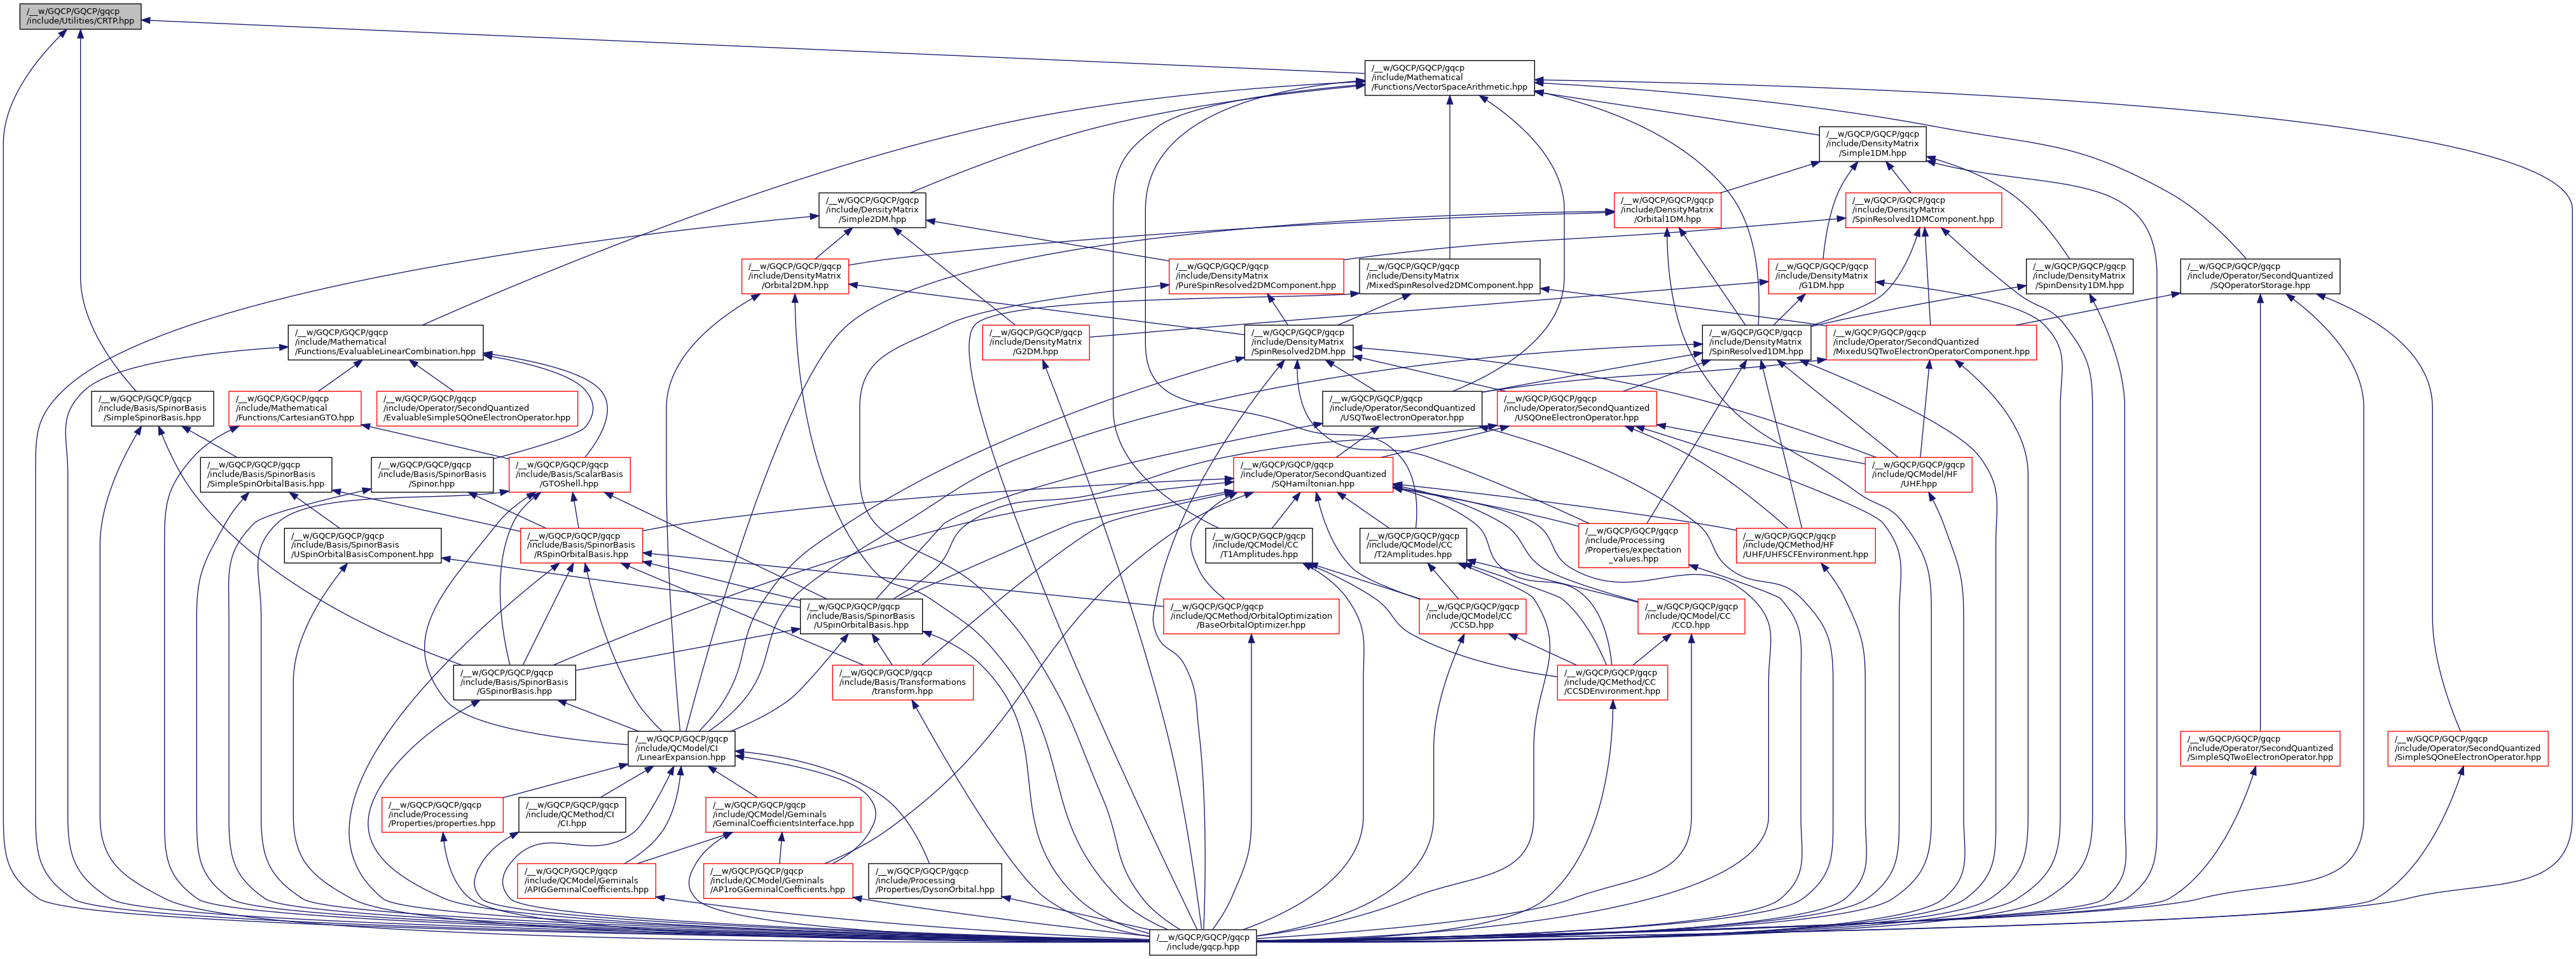 /__w/GQCP/GQCP/gqcp
/include/Utilities/CRTP.hpp
/__w/GQCP/GQCP/gqcp
/include/Mathematical
/Functions/VectorSpaceArithmetic.hpp
/__w/GQCP/GQCP/gqcp
/include/DensityMatrix
/Simple1DM.hpp
/__w/GQCP/GQCP/gqcp
/include/DensityMatrix
/Simple2DM.hpp
/__w/GQCP/GQCP/gqcp
/include/DensityMatrix
/Orbital1DM.hpp
/__w/GQCP/GQCP/gqcp
/include/DensityMatrix
/SpinResolved1DMComponent.hpp
/__w/GQCP/GQCP/gqcp
/include/DensityMatrix
/Orbital2DM.hpp
/__w/GQCP/GQCP/gqcp
/include/DensityMatrix
/PureSpinResolved2DMComponent.hpp
/__w/GQCP/GQCP/gqcp
/include/DensityMatrix
/MixedSpinResolved2DMComponent.hpp
/__w/GQCP/GQCP/gqcp
/include/DensityMatrix
/G1DM.hpp
/__w/GQCP/GQCP/gqcp
/include/DensityMatrix
/SpinDensity1DM.hpp
/__w/GQCP/GQCP/gqcp
/include/Operator/SecondQuantized
/SQOperatorStorage.hpp
/__w/GQCP/GQCP/gqcp
/include/Mathematical
/Functions/EvaluableLinearCombination.hpp
/__w/GQCP/GQCP/gqcp
/include/DensityMatrix
/G2DM.hpp
/__w/GQCP/GQCP/gqcp
/include/DensityMatrix
/SpinResolved2DM.hpp
/__w/GQCP/GQCP/gqcp
/include/DensityMatrix
/SpinResolved1DM.hpp
/__w/GQCP/GQCP/gqcp
/include/Operator/SecondQuantized
/MixedUSQTwoElectronOperatorComponent.hpp
/__w/GQCP/GQCP/gqcp
/include/Basis/SpinorBasis
/SimpleSpinorBasis.hpp
/__w/GQCP/GQCP/gqcp
/include/Mathematical
/Functions/CartesianGTO.hpp
/__w/GQCP/GQCP/gqcp
/include/Operator/SecondQuantized
/EvaluableSimpleSQOneElectronOperator.hpp
/__w/GQCP/GQCP/gqcp
/include/Operator/SecondQuantized
/USQTwoElectronOperator.hpp
/__w/GQCP/GQCP/gqcp
/include/Operator/SecondQuantized
/USQOneElectronOperator.hpp
/__w/GQCP/GQCP/gqcp
/include/Basis/SpinorBasis
/SimpleSpinOrbitalBasis.hpp
/__w/GQCP/GQCP/gqcp
/include/Basis/SpinorBasis
/Spinor.hpp
/__w/GQCP/GQCP/gqcp
/include/Basis/ScalarBasis
/GTOShell.hpp
/__w/GQCP/GQCP/gqcp
/include/Operator/SecondQuantized
/SQHamiltonian.hpp
/__w/GQCP/GQCP/gqcp
/include/QCModel/HF
/UHF.hpp
/__w/GQCP/GQCP/gqcp
/include/Basis/SpinorBasis
/USpinOrbitalBasisComponent.hpp
/__w/GQCP/GQCP/gqcp
/include/Basis/SpinorBasis
/RSpinOrbitalBasis.hpp
/__w/GQCP/GQCP/gqcp
/include/QCModel/CC
/T1Amplitudes.hpp
/__w/GQCP/GQCP/gqcp
/include/QCModel/CC
/T2Amplitudes.hpp
/__w/GQCP/GQCP/gqcp
/include/Processing
/Properties/expectation
_values.hpp
/__w/GQCP/GQCP/gqcp
/include/QCMethod/HF
/UHF/UHFSCFEnvironment.hpp
/__w/GQCP/GQCP/gqcp
/include/Basis/SpinorBasis
/USpinOrbitalBasis.hpp
/__w/GQCP/GQCP/gqcp
/include/QCMethod/OrbitalOptimization
/BaseOrbitalOptimizer.hpp
/__w/GQCP/GQCP/gqcp
/include/QCModel/CC
/CCSD.hpp
/__w/GQCP/GQCP/gqcp
/include/QCModel/CC
/CCD.hpp
/__w/GQCP/GQCP/gqcp
/include/Basis/SpinorBasis
/GSpinorBasis.hpp
/__w/GQCP/GQCP/gqcp
/include/Basis/Transformations
/transform.hpp
/__w/GQCP/GQCP/gqcp
/include/QCMethod/CC
/CCSDEnvironment.hpp
/__w/GQCP/GQCP/gqcp
/include/QCModel/CI
/LinearExpansion.hpp
/__w/GQCP/GQCP/gqcp
/include/Operator/SecondQuantized
/SimpleSQTwoElectronOperator.hpp
/__w/GQCP/GQCP/gqcp
/include/Operator/SecondQuantized
/SimpleSQOneElectronOperator.hpp
/__w/GQCP/GQCP/gqcp
/include/Processing
/Properties/properties.hpp
/__w/GQCP/GQCP/gqcp
/include/QCMethod/CI
/CI.hpp
/__w/GQCP/GQCP/gqcp
/include/QCModel/Geminals
/GeminalCoefficientsInterface.hpp
/__w/GQCP/GQCP/gqcp
/include/QCModel/Geminals
/APIGGeminalCoefficients.hpp
/__w/GQCP/GQCP/gqcp
/include/QCModel/Geminals
/AP1roGGeminalCoefficients.hpp
/__w/GQCP/GQCP/gqcp
/include/Processing
/Properties/DysonOrbital.hpp
/__w/GQCP/GQCP/gqcp
/include/gqcp.hpp